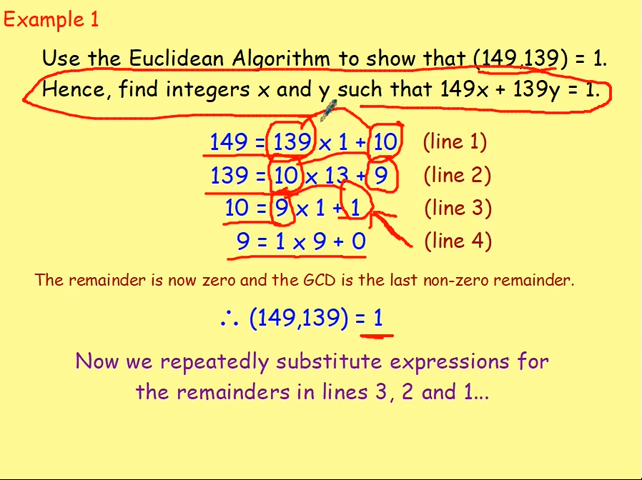 Example 1
Use the Euclidean Algorithm to show that (149,139) = 1.
Hence, find integers x and y such that 149x + 139y = 1.
149 = 139 x 1 + 10 (line 1)
139 = 10 x 13 + 9 (line 2)
10 = 9 x 1 + 1 (line 3)
9 = 1 x 9 + 0 (line 4)
The remainder is now zero and the GCD is the last non-zero remainder.
∴ (149,139) = 1
Now we repeatedly substitute expressions for
the remainders in lines 3, 2 and 1...